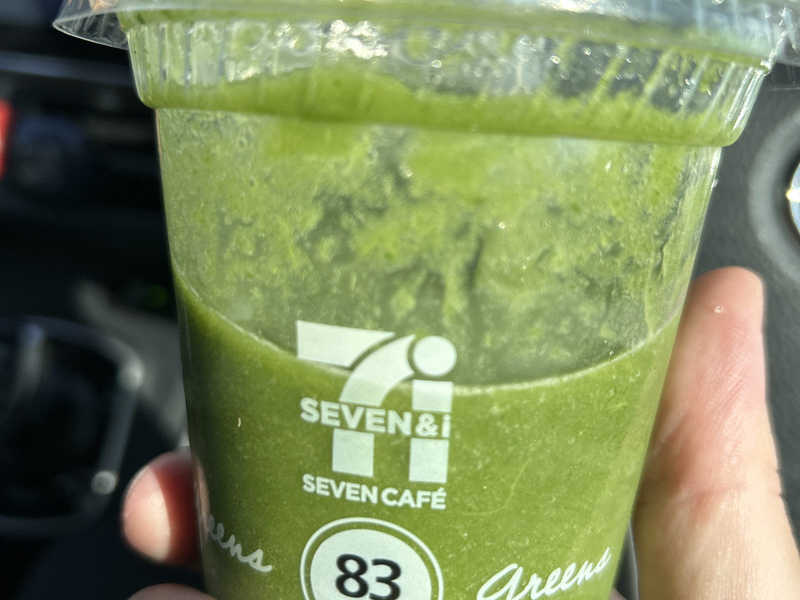 SEVEN & i
SEVEN CAFÉ
83
Greens